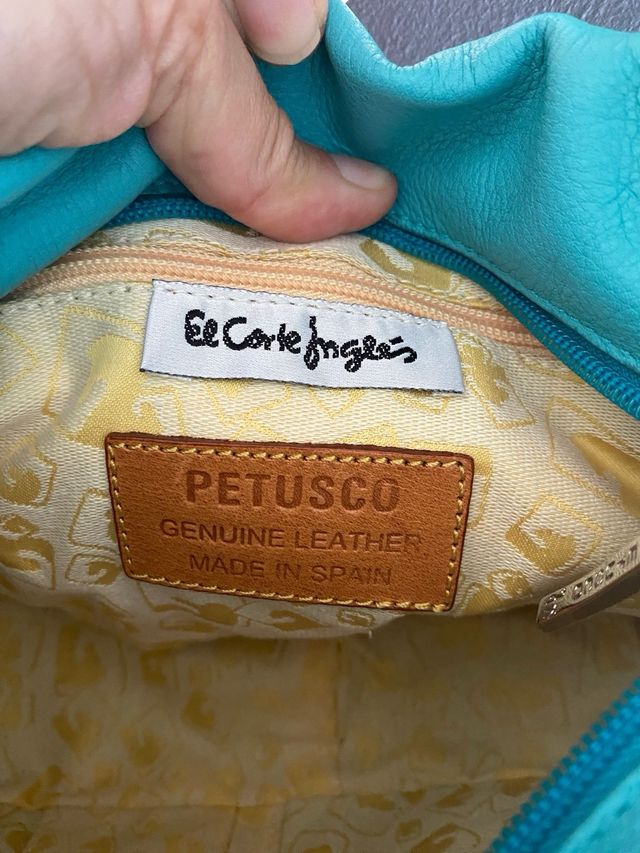 El Corte Inglés
PETUSCO
GENUINE LEATHER
MADE IN SPAIN